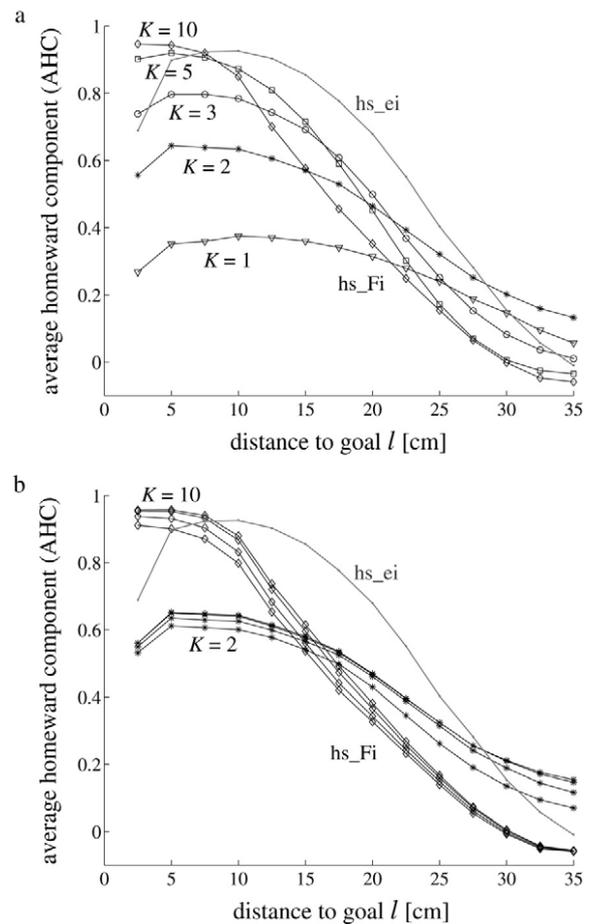 a
average homeward component (AHC)
1
0.8
0.6
0.4
0.2
0
K = 10
K = 5
K = 3
K = 2
K = 1
hs_ei
hs_Fi
0 5 10 15 20 25 30 35
distance to goal l [cm]
b
average homeward component (AHC)
1
0.8
0.6
0.4
0.2
0
K = 10
hs_ei
K = 2
hs_Fi
0 5 10 15 20 25 30 35
distance to goal l [cm]